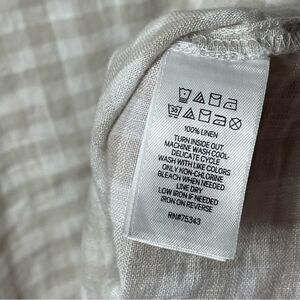 30
100% LINEN
TURN INSIDE OUT
MACHINE WASH COOL-
DELICATE CYCLE
WASH WITH LIKE COLORS
ONLY NON-CHLORINE
BLEACH WHEN NEEDED
LINE DRY
LOW IRON IF NEEDED
IRON ON REVERSE
RN#75343